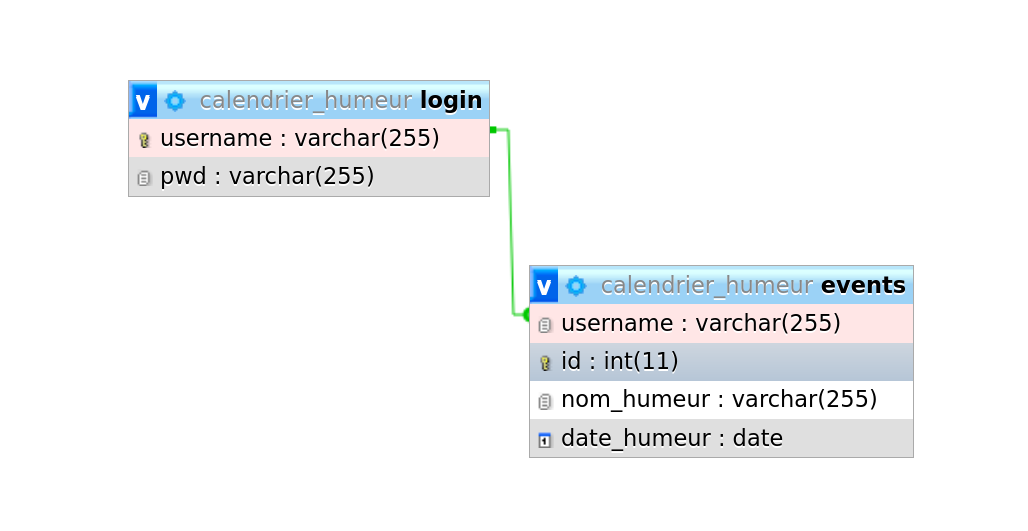 v calendrier_humeur login
username : varchar(255)
pwd : varchar(255)
v calendrier_humeur events
username : varchar(255)
id : int(11)
nom_humeur : varchar(255)
date_humeur : date